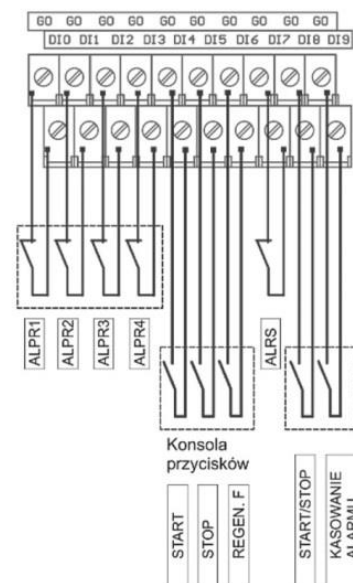 G0 G0 G0 G0 G0 G0 G0 G0 G0
DI0 DI1 DI2 DI3 DI4 DI5 DI6 DI7 DI8 DI9
ALPR1
ALPR2
ALPR3
ALPR4
ALRS
Konsola
przycisków
START
STOP
REGEN. F
START/STOP
KASOWANIE
ALARMU